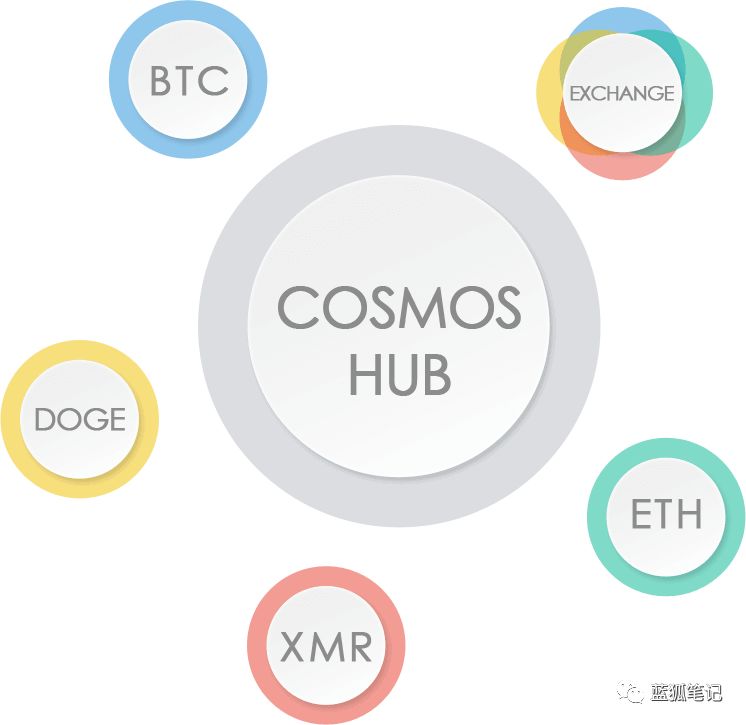 BTC
EXCHANGE
COSMOS
HUB
DOGE
ETH
XMR
蓝狐笔记